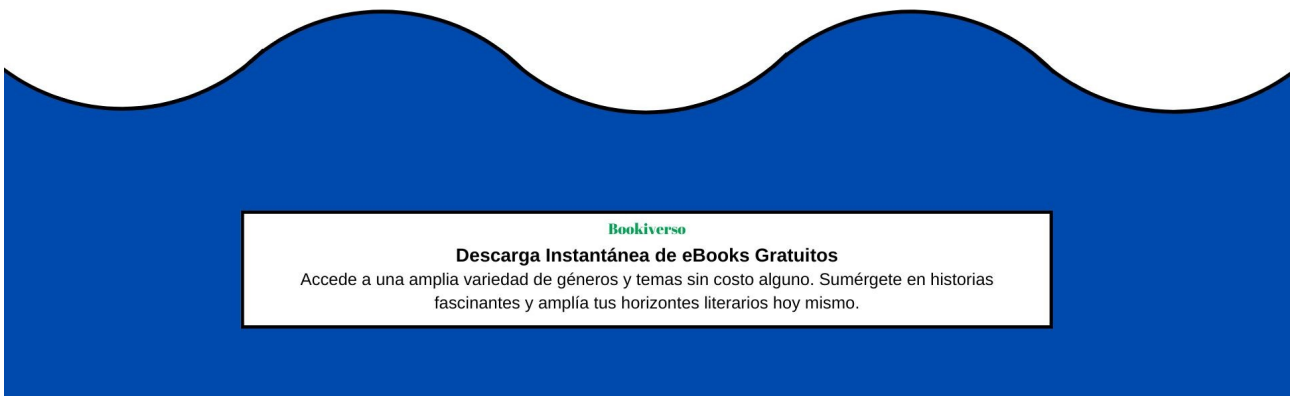 Bookiverso
Descarga Instantánea de eBooks Gratuitos
Accede a una amplia variedad de géneros y temas sin costo alguno. Sumérgete en historias
fascinantes y amplía tus horizontes literarios hoy mismo.